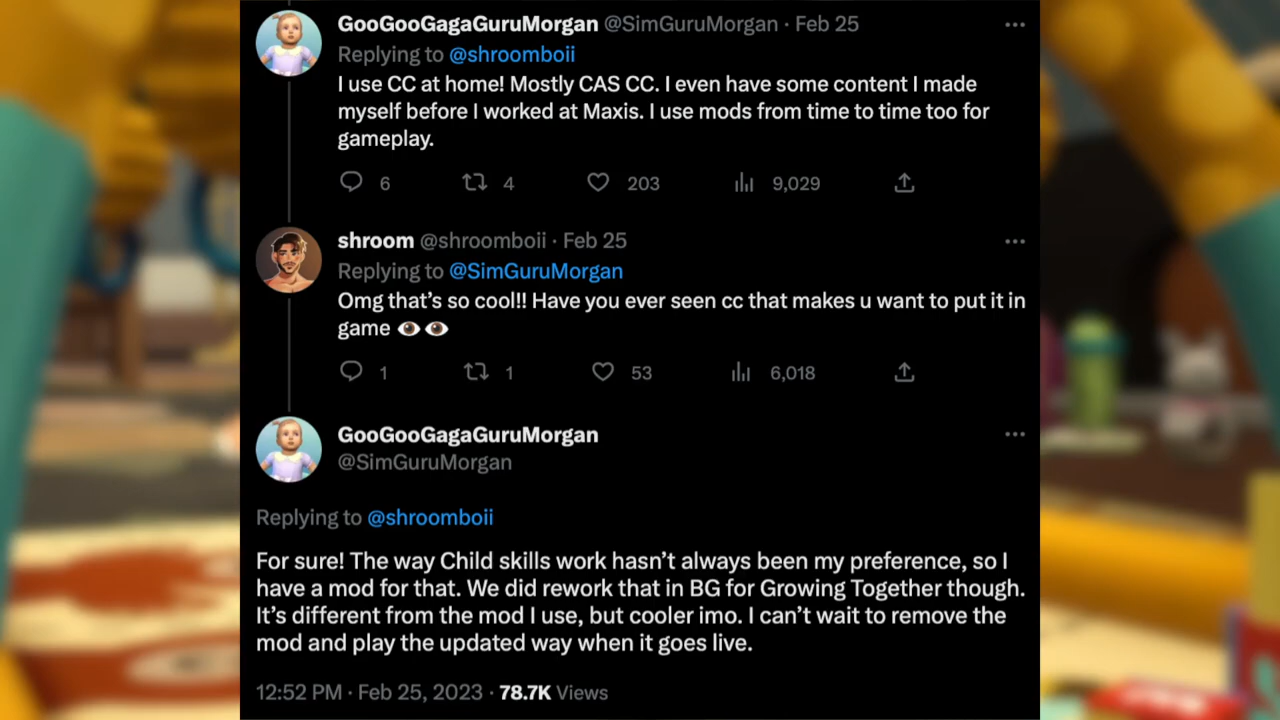 GooGooGagaGuruMorgan @SimGuruMorgan · Feb 25
Replying to @shroomboii
I use CC at home! Mostly CAS CC. I even have some content I made
myself before I worked at Maxis. I use mods from time to time too for
gameplay.
6 4 203 9,029
shroom @shroomboii · Feb 25
Replying to @SimGuruMorgan
Omg that’s so cool!! Have you ever seen cc that makes u want to put it in
game 👁️👁️
1 1 53 6,018
GooGooGagaGuruMorgan
@SimGuruMorgan
Replying to @shroomboii
For sure! The way Child skills work hasn’t always been my preference, so I
have a mod for that. We did rework that in BG for Growing Together though.
It’s different from the mod I use, but cooler imo. I can’t wait to remove the
mod and play the updated way when it goes live.
12:52 PM · Feb 25, 2023 · 78.7K Views